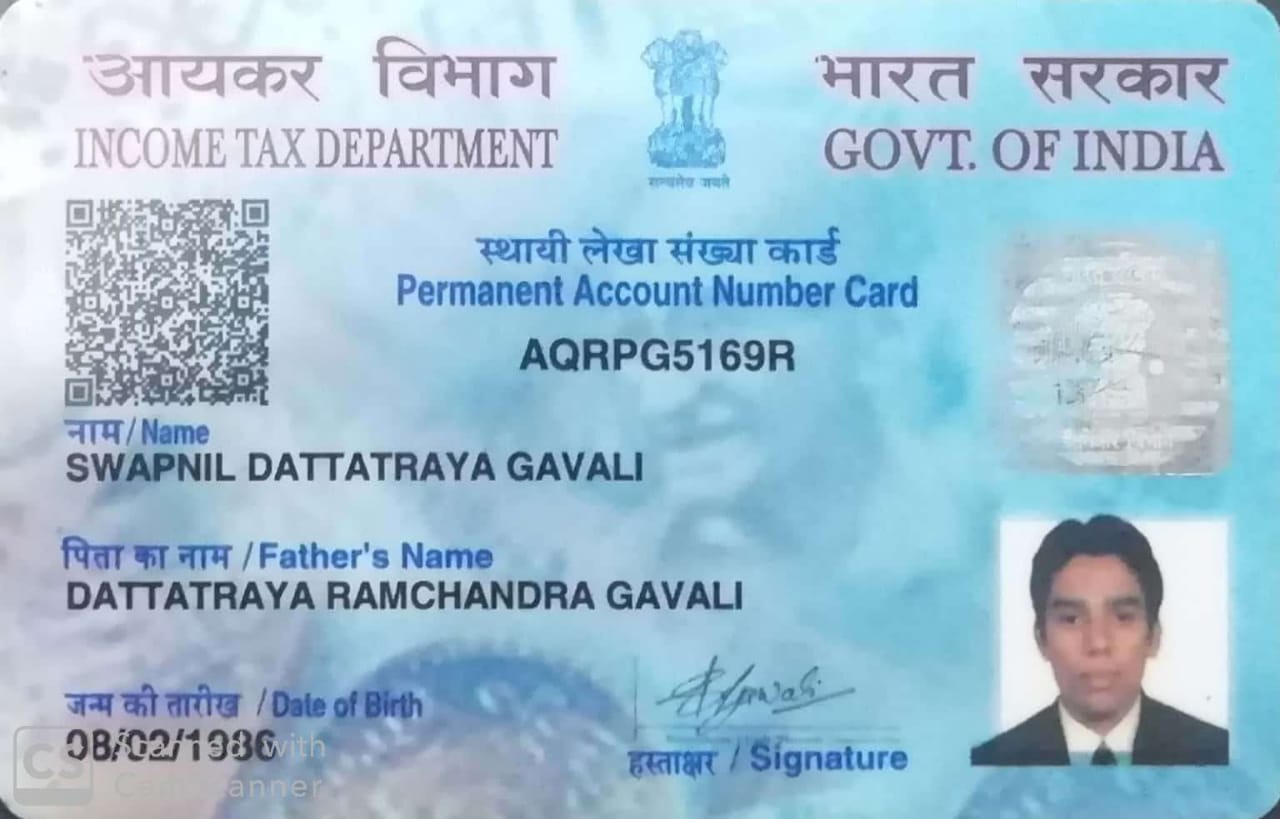 आयकर विभाग
INCOME TAX DEPARTMENT
सत्यमेव जयते
भारत सरकार
GOVT. OF INDIA
स्थायी लेखा संख्या कार्ड
Permanent Account Number Card
AQRPG5169R
नाम / Name
SWAPNIL DATTATRAYA GAVALI
पिता का नाम / Father's Name
DATTATRAYA RAMCHANDRA GAVALI
जन्म की तारीख / Date of Birth
08/02/1986
हस्ताक्षर / Signature
CS
Scanned with
CamScanner